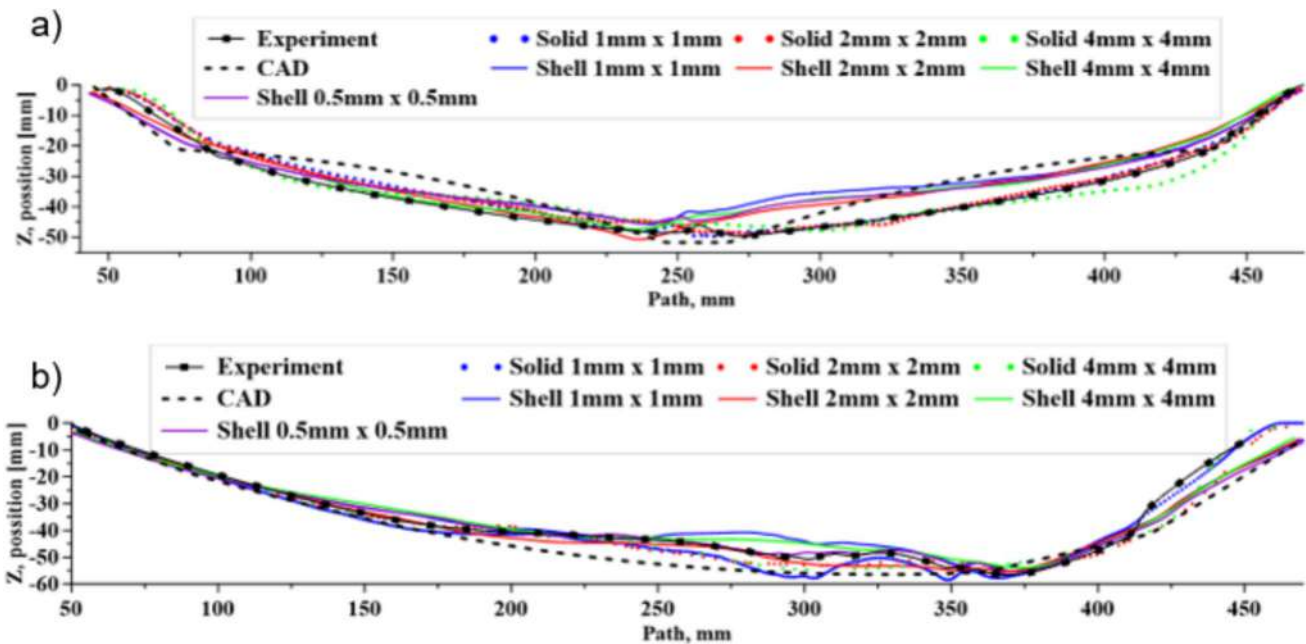 a)
Experiment Solid 1mm x 1mm Solid 2mm x 2mm Solid 4mm x 4mm
CAD Shell 1mm x 1mm Shell 2mm x 2mm Shell 4mm x 4mm
Shell 0.5mm x 0.5mm
Z, possition [mm]
0
-10
-20
-30
-40
-50
50 100 150 200 250 300 350 400 450
Path, mm
b)
Experiment Solid 1mm x 1mm Solid 2mm x 2mm Solid 4mm x 4mm
CAD Shell 1mm x 1mm Shell 2mm x 2mm Shell 4mm x 4mm
Shell 0.5mm x 0.5mm
Z, possition [mm]
0
-10
-20
-30
-40
-50
-60
50 100 150 200 250 300 350 400 450
Path, mm